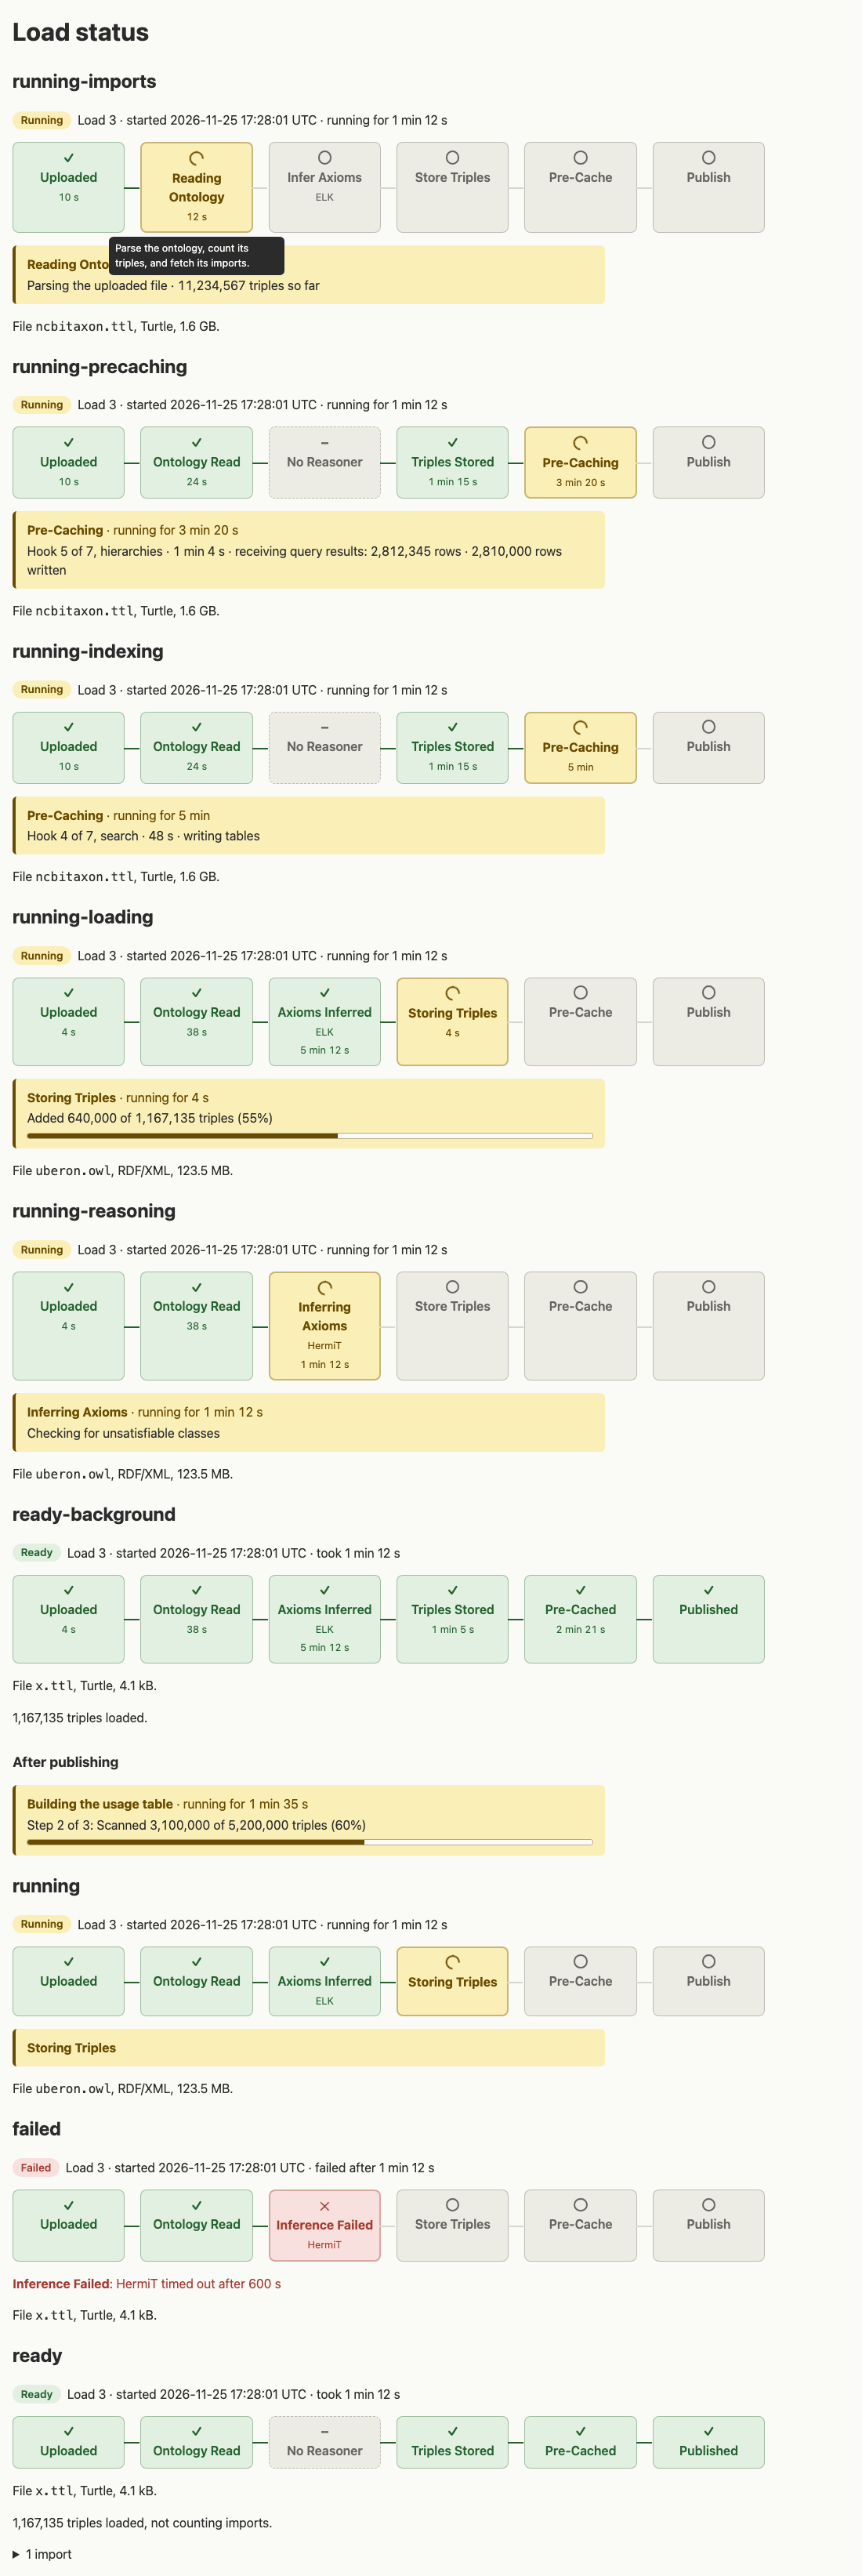 Load status
running-imports
Running Load 3 · started 2026-11-25 17:28:01 UTC · running for 1 min 12 s
Uploaded
10 s
Reading
Ontology
12 s
Infer Axioms
ELK
Store Triples
Pre-Cache
Publish
Parse the ontology, count its
triples, and fetch its imports.
Reading Onto
Parsing the uploaded file · 11,234,567 triples so far
File ncbitaxon.ttl, Turtle, 1.6 GB.
running-precaching
Running Load 3 · started 2026-11-25 17:28:01 UTC · running for 1 min 12 s
Uploaded
10 s
Ontology Read
24 s
No Reasoner
Triples Stored
1 min 15 s
Pre-Caching
3 min 20 s
Publish
Pre-Caching · running for 3 min 20 s
Hook 5 of 7, hierarchies · 1 min 4 s · receiving query results: 2,812,345 rows · 2,810,000 rows
written
File ncbitaxon.ttl, Turtle, 1.6 GB.
running-indexing
Running Load 3 · started 2026-11-25 17:28:01 UTC · running for 1 min 12 s
Uploaded
10 s
Ontology Read
24 s
No Reasoner
Triples Stored
1 min 15 s
Pre-Caching
5 min
Publish
Pre-Caching · running for 5 min
Hook 4 of 7, search · 48 s · writing tables
File ncbitaxon.ttl, Turtle, 1.6 GB.
running-loading
Running Load 3 · started 2026-11-25 17:28:01 UTC · running for 1 min 12 s
Uploaded
4 s
Ontology Read
38 s
Axioms Inferred
ELK
5 min 12 s
Storing Triples
4 s
Pre-Cache
Publish
Storing Triples · running for 4 s
Added 640,000 of 1,167,135 triples (55%)
File uberon.owl, RDF/XML, 123.5 MB.
running-reasoning
Running Load 3 · started 2026-11-25 17:28:01 UTC · running for 1 min 12 s
Uploaded
4 s
Ontology Read
38 s
Inferring
Axioms
HermiT
1 min 12 s
Store Triples
Pre-Cache
Publish
Inferring Axioms · running for 1 min 12 s
Checking for unsatisfiable classes
File uberon.owl, RDF/XML, 123.5 MB.
ready-background
Ready Load 3 · started 2026-11-25 17:28:01 UTC · took 1 min 12 s
Uploaded
4 s
Ontology Read
38 s
Axioms Inferred
ELK
5 min 12 s
Triples Stored
1 min 5 s
Pre-Cached
2 min 21 s
Published
File x.ttl, Turtle, 4.1 kB.
1,167,135 triples loaded.
After publishing
Building the usage table · running for 1 min 35 s
Step 2 of 3: Scanned 3,100,000 of 5,200,000 triples (60%)
running
Running Load 3 · started 2026-11-25 17:28:01 UTC · running for 1 min 12 s
Uploaded
Ontology Read
Axioms Inferred
ELK
Storing Triples
Pre-Cache
Publish
Storing Triples
File uberon.owl, RDF/XML, 123.5 MB.
failed
Failed Load 3 · started 2026-11-25 17:28:01 UTC · failed after 1 min 12 s
Uploaded
Ontology Read
Inference Failed
HermiT
Store Triples
Pre-Cache
Publish
Inference Failed: HermiT timed out after 600 s
File x.ttl, Turtle, 4.1 kB.
ready
Ready Load 3 · started 2026-11-25 17:28:01 UTC · took 1 min 12 s
Uploaded
Ontology Read
No Reasoner
Triples Stored
Pre-Cached
Published
File x.ttl, Turtle, 4.1 kB.
1,167,135 triples loaded, not counting imports.
1 import